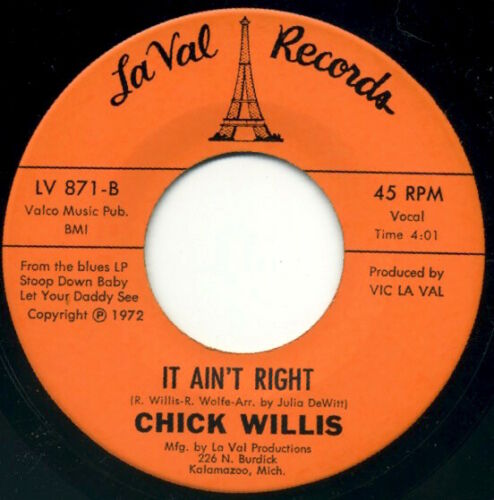 La Val Records
LV 871-B
Valco Music Pub.
BMI
45 RPM
Vocal
Time 4:01
From the blues LP
Stoop Down Baby
Let Your Daddy See
Copyright Ⓟ 1972
Produced by
VIC LA VAL
IT AIN'T RIGHT
(R. Willis-R. Wolfe-Arr. by Julia DeWitt)
CHICK WILLIS
Mfg. by La Val Productions
226 N. Burdick
Kalamazoo, Mich.